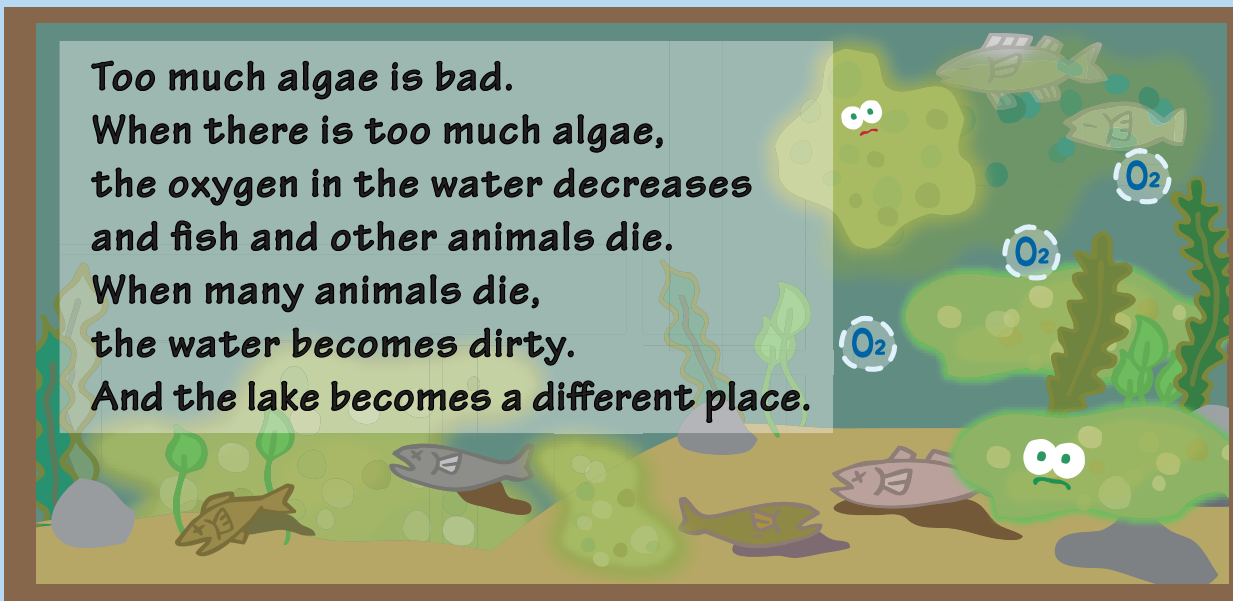 Too much algae is bad.
When there is too much algae,
the oxygen in the water decreases
and fish and other animals die.
When many animals die,
the water becomes dirty.
And the lake becomes a different place.
O2
O2
O2